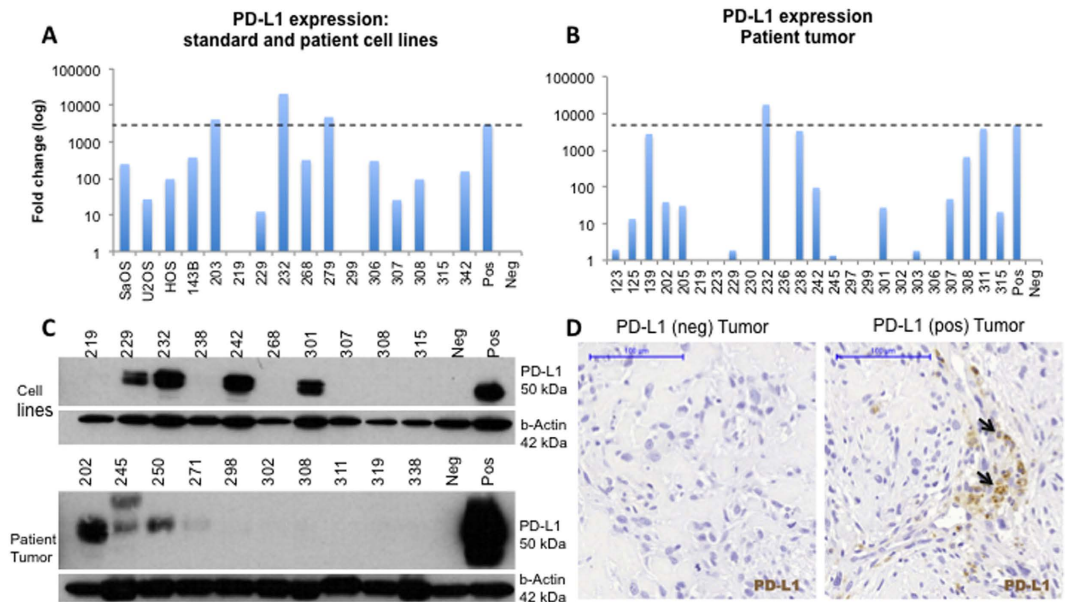 A
PD-L1 expression:
standard and patient cell lines
Fold change (log)
100000
10000
1000
100
10
1
SaOS U2OS HOS 143B 203 219 229 232 268 279 299 306 307 308 315 342 Pos Neg
B
PD-L1 expression
Patient tumor
100000
10000
1000
100
10
1
123 125 139 202 205 219 223 229 230 232 236 238 242 245 297 299 301 302 303 306 307 308 311 315 Pos Neg
C
219 229 232 238 242 268 301 307 308 315 Neg Pos
Cell
lines
PD-L1
50 kDa
b-Actin
42 kDa
202 245 250 271 298 302 308 311 319 338 Neg Pos
Patient
Tumor
PD-L1
50 kDa
b-Actin
42 kDa
D
PD-L1 (neg) Tumor
100 µm
PD-L1
PD-L1 (pos) Tumor
100 µm
PD-L1